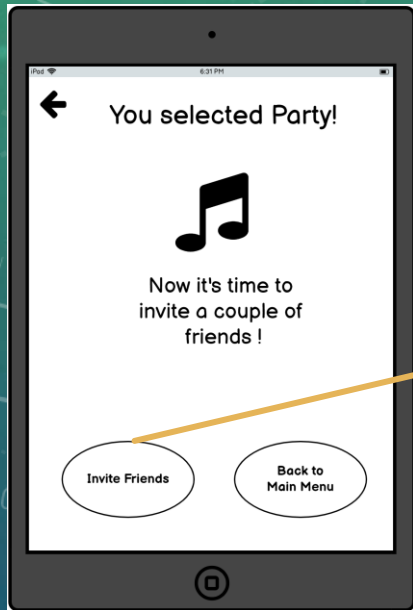 iPad 6:31 PM
You selected Party!
Now it's time to
invite a couple of
friends !
Invite Friends
Back to
Main Menu